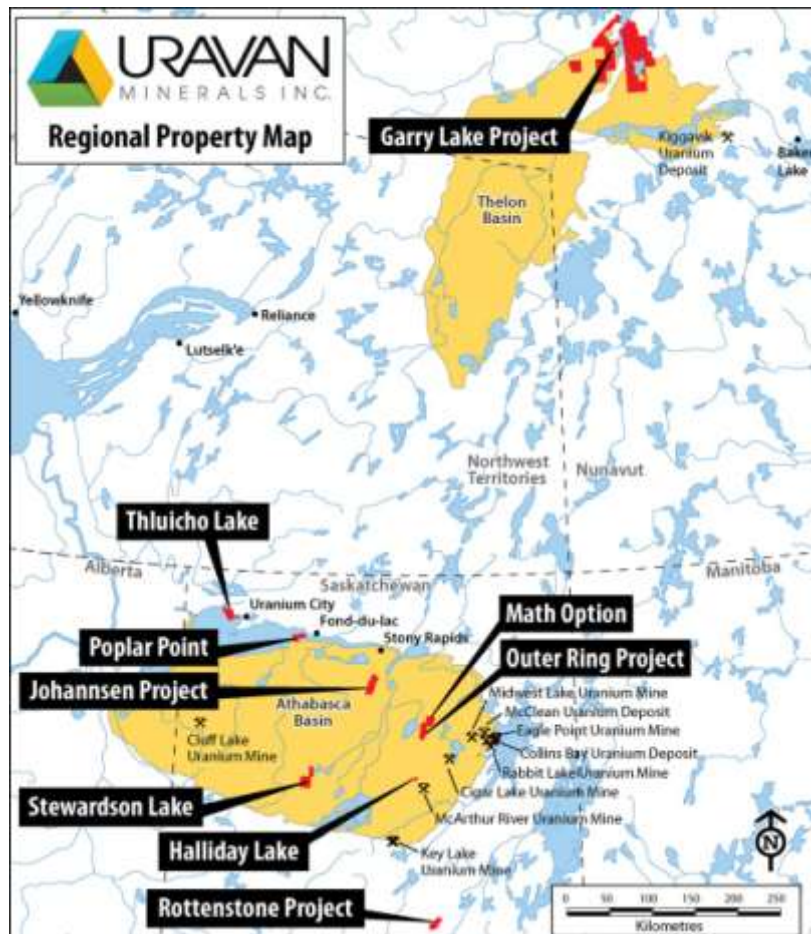 URAVAN
MINERALS INC.
Regional Property Map
Garry Lake Project
Kiggavik
Uranium
Deposit
Baker
Lake
Thelon
Basin
Yellowknife
Reliance
Lutselk'e
Northwest
Territories
Nunavut
Thluicho Lake
Alberta
Saskatchewan
Manitoba
Uranium City
Fond-du-lac
Stony Rapids
Math Option
Poplar Point
Outer Ring Project
Johannsen Project
Midwest Lake Uranium Mine
McClean Uranium Deposit
Eagle Point Uranium Mine
Collins Bay Uranium Deposit
Rabbit Lake Uranium Mine
Cigar Lake Uranium Mine
McArthur River Uranium Mine
Athabasca
Basin
Cluff Lake
Uranium Mine
Stewardson Lake
Halliday Lake
Key Lake
Uranium Mine
Rottenstone Project
N
0 50 100 150 200 250
Kilometres